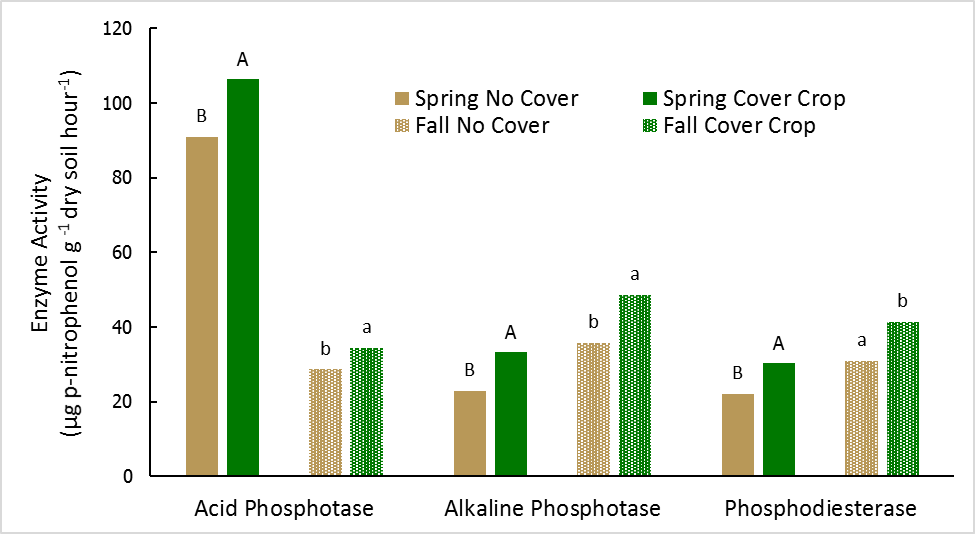 Enzyme Activity
(µg p-nitrophenol g -1 dry soil hour-1)
120
100
80
60
40
20
0
Spring No Cover
Spring Cover Crop
Fall No Cover
Fall Cover Crop
B
A
b
a
B
A
b
a
B
A
a
b
Acid Phosphotase
Alkaline Phosphotase
Phosphodiesterase